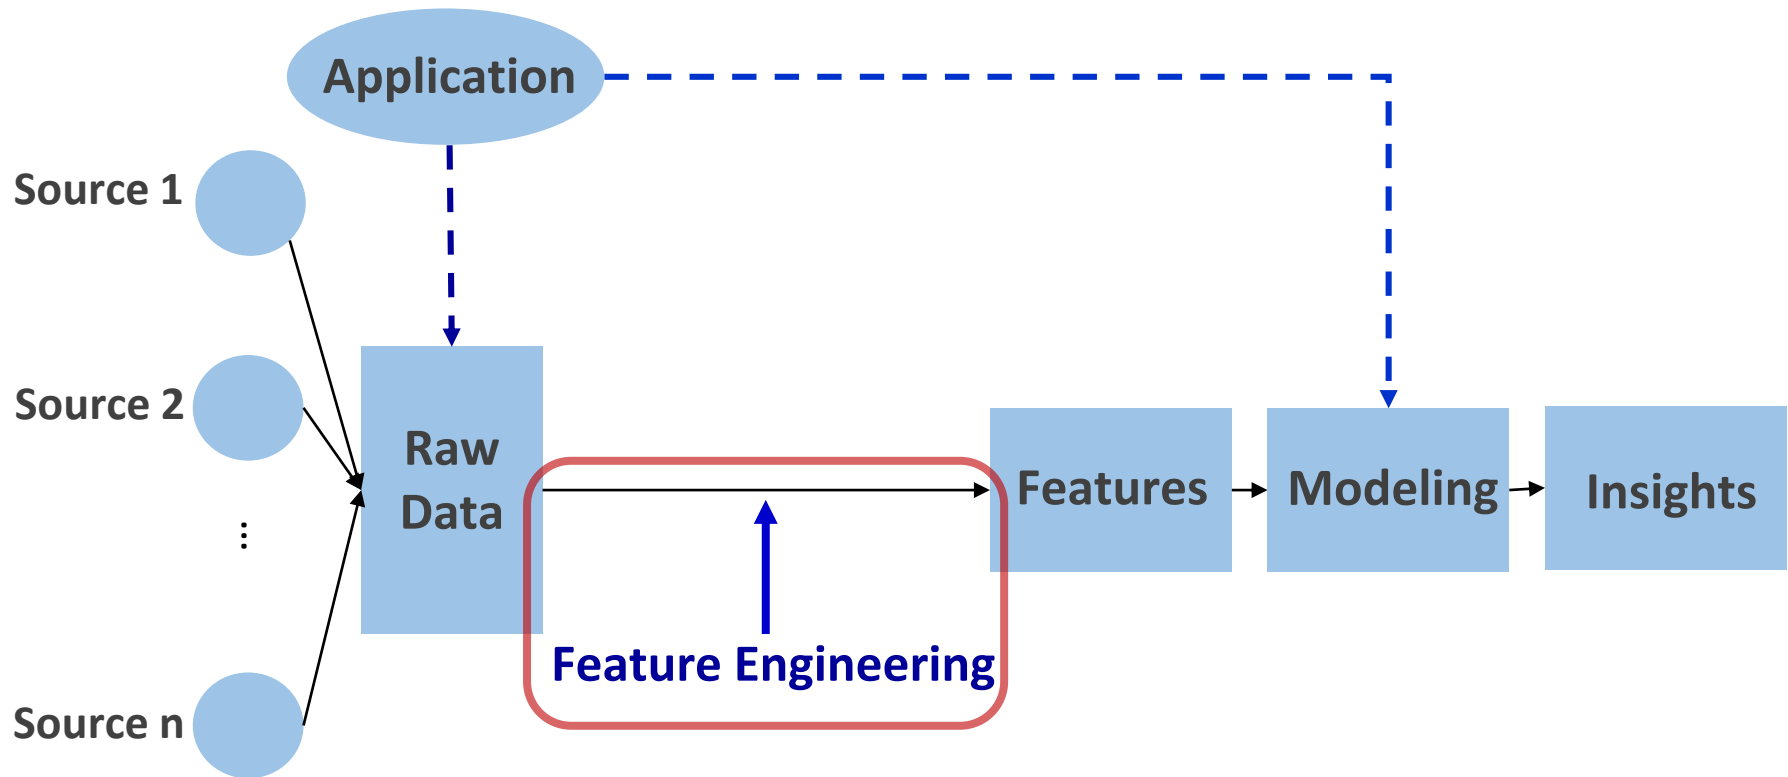 Application
Source 1
Source 2
Raw
Data
Features
Modeling
Insights
...
Feature Engineering
Source n